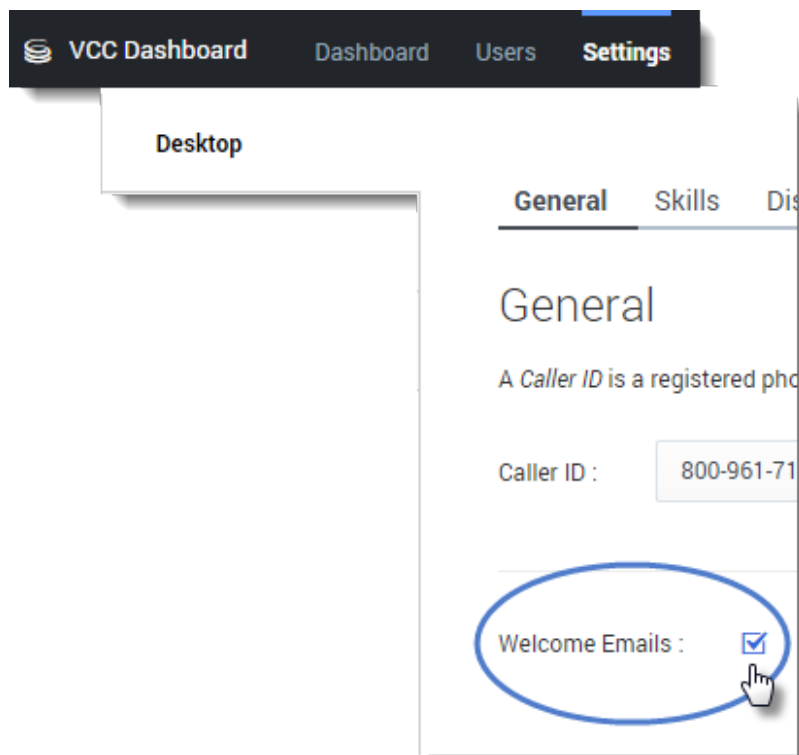 VCC Dashboard Dashboard Users Settings
Desktop
General Skills Dis
General
A Caller ID is a registered pho
Caller ID : 800-961-71
Welcome Emails :